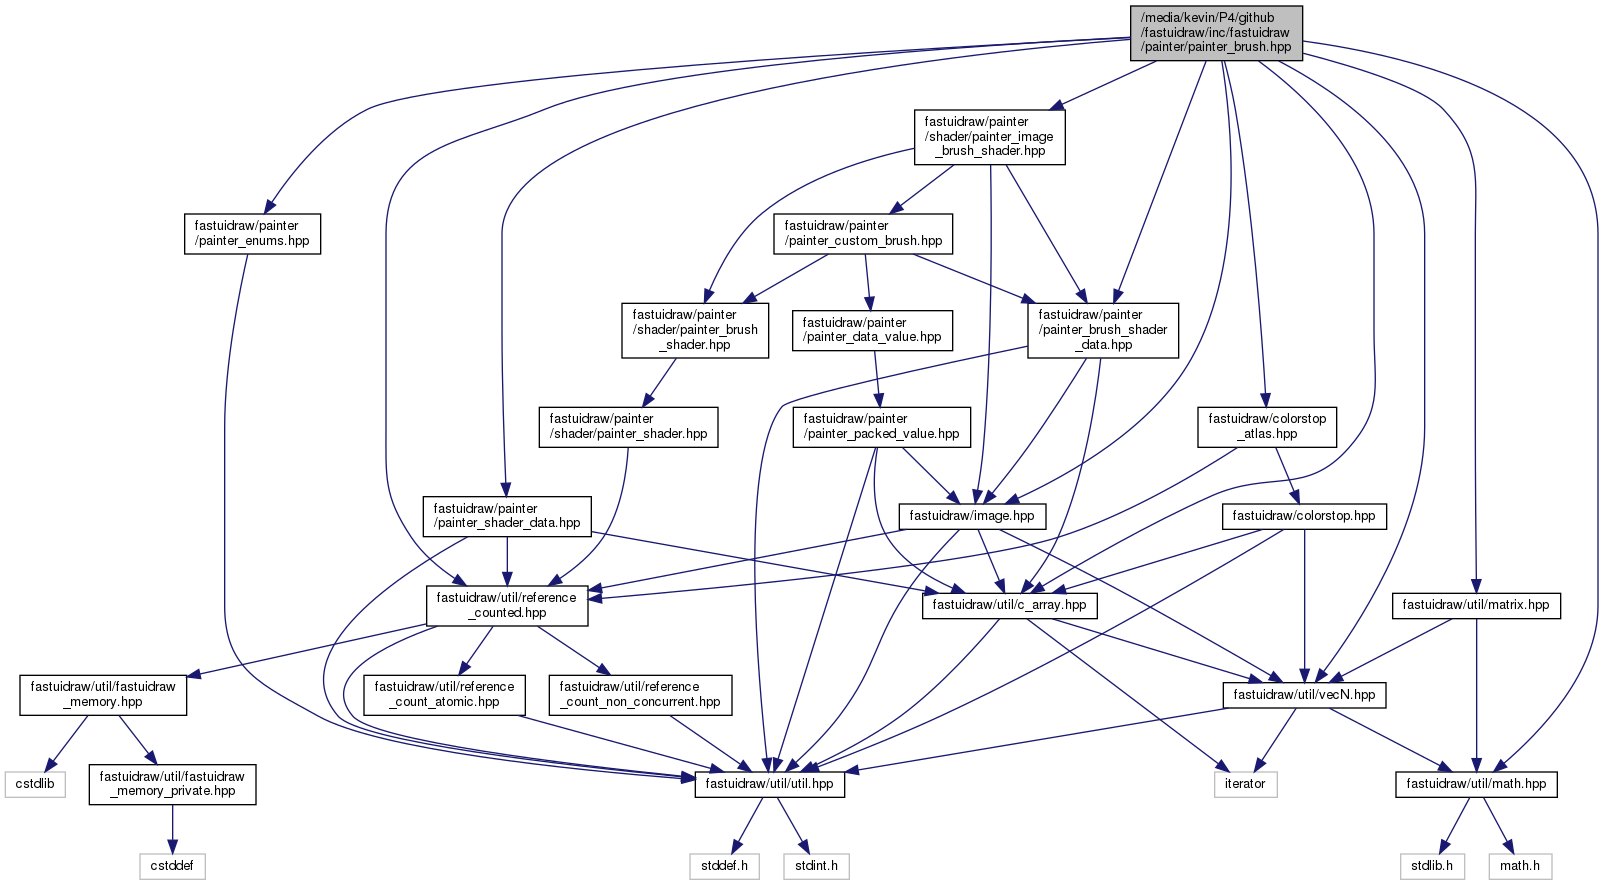 /media/kevin/P4/github
/fastuidraw/inc/fastuidraw
/painter/painter_brush.hpp
fastuidraw/painter
/shader/painter_image
_brush_shader.hpp
fastuidraw/painter
/painter_enums.hpp
fastuidraw/painter
/painter_custom_brush.hpp
fastuidraw/painter
/shader/painter_brush
_shader.hpp
fastuidraw/painter
/painter_data_value.hpp
fastuidraw/painter
/painter_brush_shader
_data.hpp
fastuidraw/painter
/shader/painter_shader.hpp
fastuidraw/painter
/painter_packed_value.hpp
fastuidraw/colorstop
_atlas.hpp
fastuidraw/painter
/painter_shader_data.hpp
fastuidraw/image.hpp
fastuidraw/colorstop.hpp
fastuidraw/util/reference
_counted.hpp
fastuidraw/util/c_array.hpp
fastuidraw/util/matrix.hpp
fastuidraw/util/fastuidraw
_memory.hpp
fastuidraw/util/reference
_count_atomic.hpp
fastuidraw/util/reference
_count_non_concurrent.hpp
fastuidraw/util/vecN.hpp
cstdlib
fastuidraw/util/fastuidraw
_memory_private.hpp
fastuidraw/util/util.hpp
iterator
fastuidraw/util/math.hpp
cstddef
stddef.h
stdint.h
stdlib.h
math.h